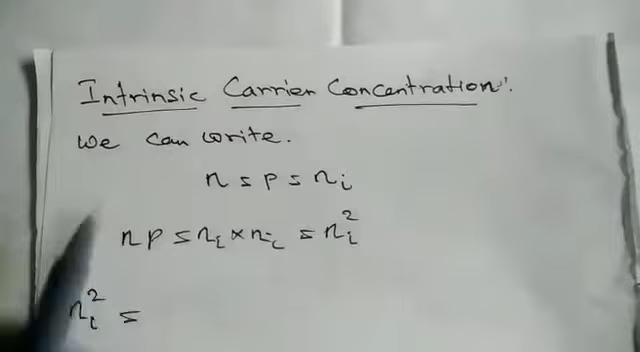 Intrinsic Carrier Concentration:
We can write.
n = p = nᵢ
np = nᵢ × nᵢ = nᵢ²
nᵢ² =